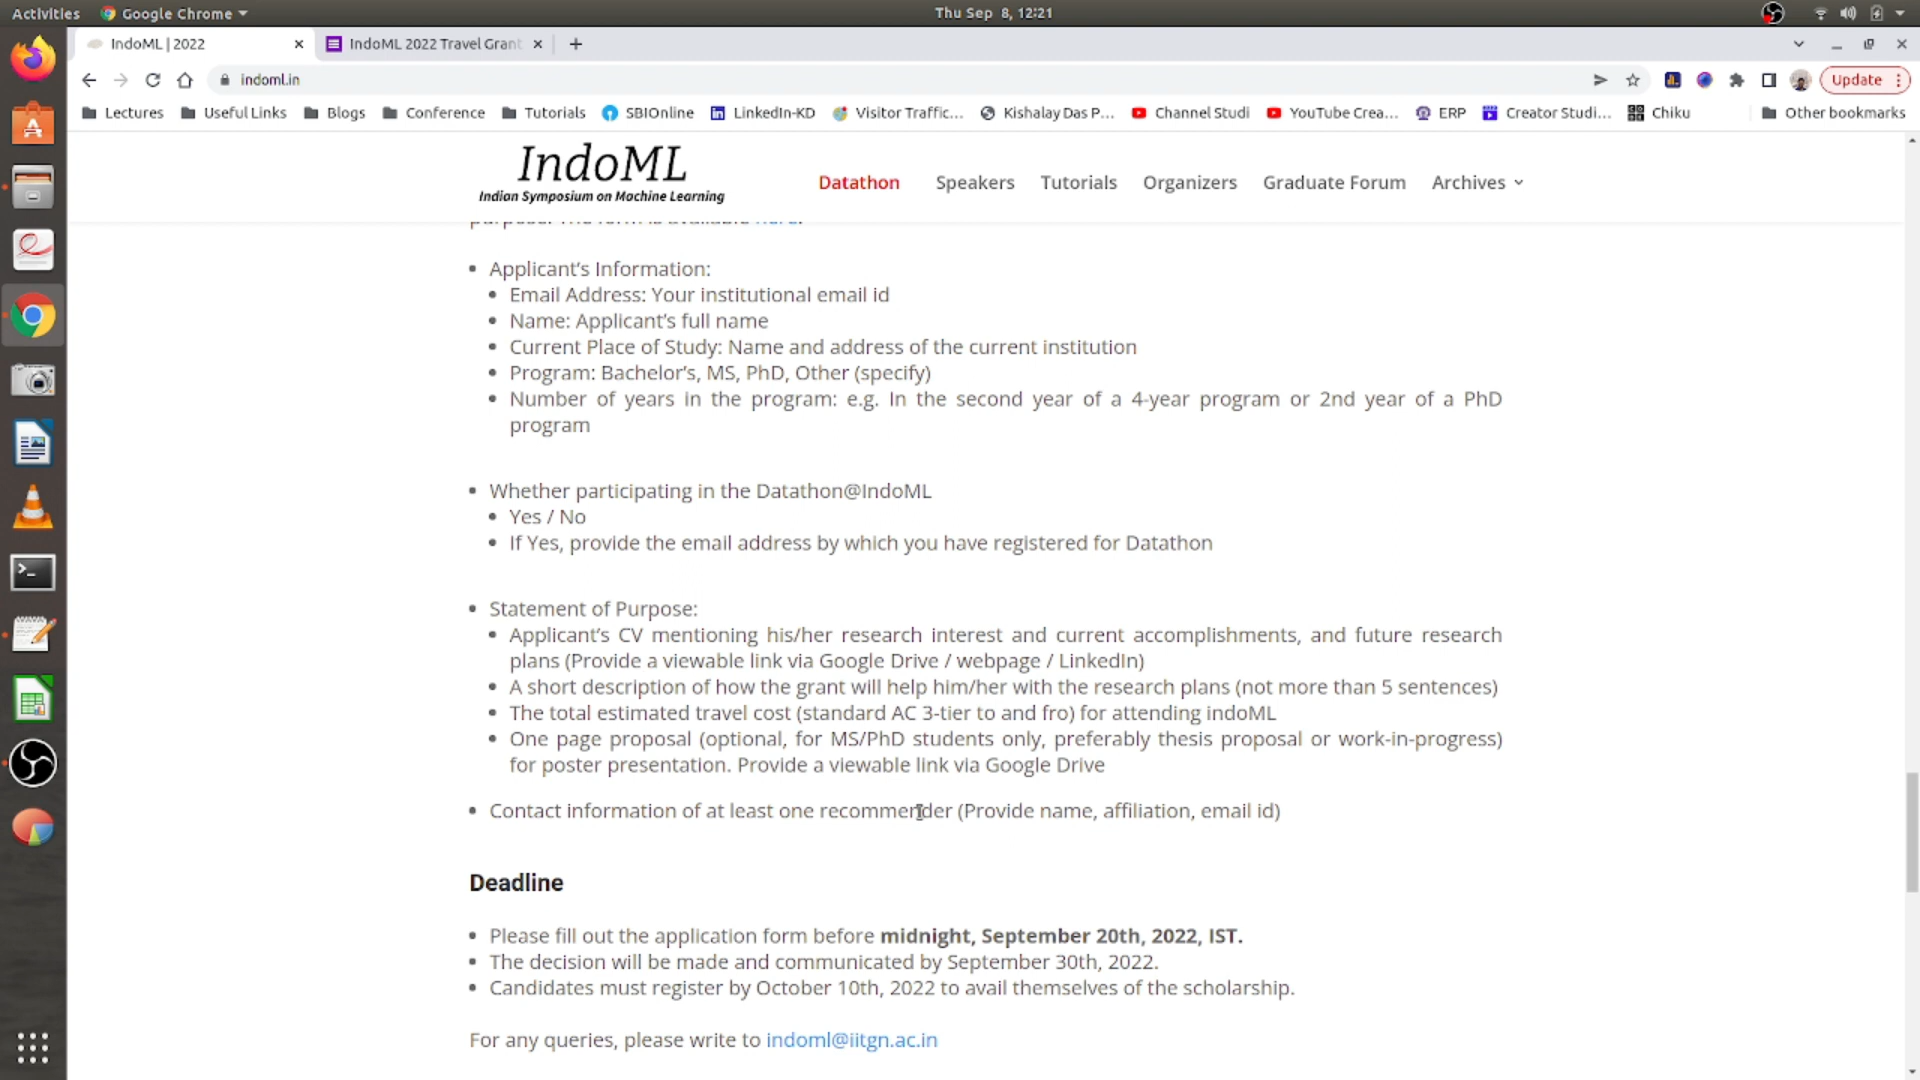 Activities Google Chrome Thu Sep 8, 12:21
IndoML | 2022 IndoML 2022 Travel Grant
indoml.in Update
Lectures Useful Links Blogs Conference Tutorials SBIOnline LinkedIn-KD Visitor Traffic... Kishalay Das P... Channel Studi YouTube Crea... ERP Creator Studi... Chiku Other bookmarks
IndoML
Indian Symposium on Machine Learning
Datathon Speakers Tutorials Organizers Graduate Forum Archives
Applicant's Information:
Email Address: Your institutional email id
Name: Applicant's full name
Current Place of Study: Name and address of the current institution
Program: Bachelor's, MS, PhD, Other (specify)
Number of years in the program: e.g. In the second year of a 4-year program or 2nd year of a PhD
program
Whether participating in the Datathon@IndoML
Yes / No
If Yes, provide the email address by which you have registered for Datathon
Statement of Purpose:
Applicant's CV mentioning his/her research interest and current accomplishments, and future research
plans (Provide a viewable link via Google Drive / webpage / LinkedIn)
A short description of how the grant will help him/her with the research plans (not more than 5 sentences)
The total estimated travel cost (standard AC 3-tier to and fro) for attending indoML
One page proposal (optional, for MS/PhD students only, preferably thesis proposal or work-in-progress)
for poster presentation. Provide a viewable link via Google Drive
Contact information of at least one recommender (Provide name, affiliation, email id)
Deadline
Please fill out the application form before midnight, September 20th, 2022, IST.
The decision will be made and communicated by September 30th, 2022.
Candidates must register by October 10th, 2022 to avail themselves of the scholarship.
For any queries, please write to indoml@iitgn.ac.in